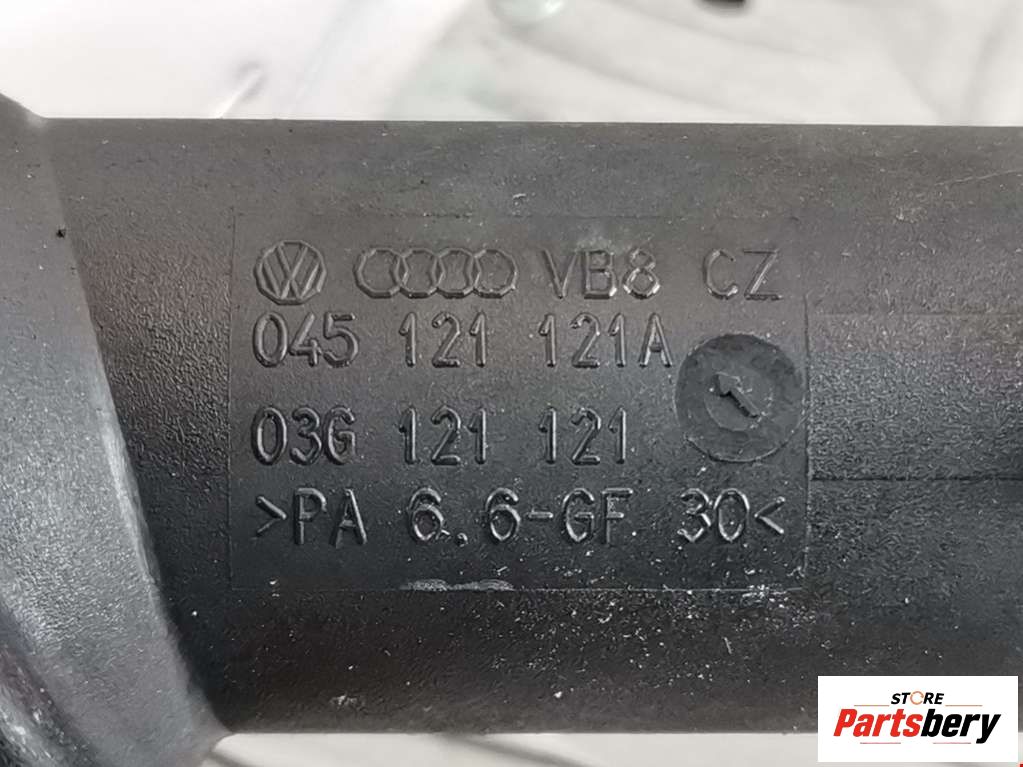 VB8 CZ
045 121 121A
03G 121 121
>PA 6.6-GF 30<
STORE
Partsbery